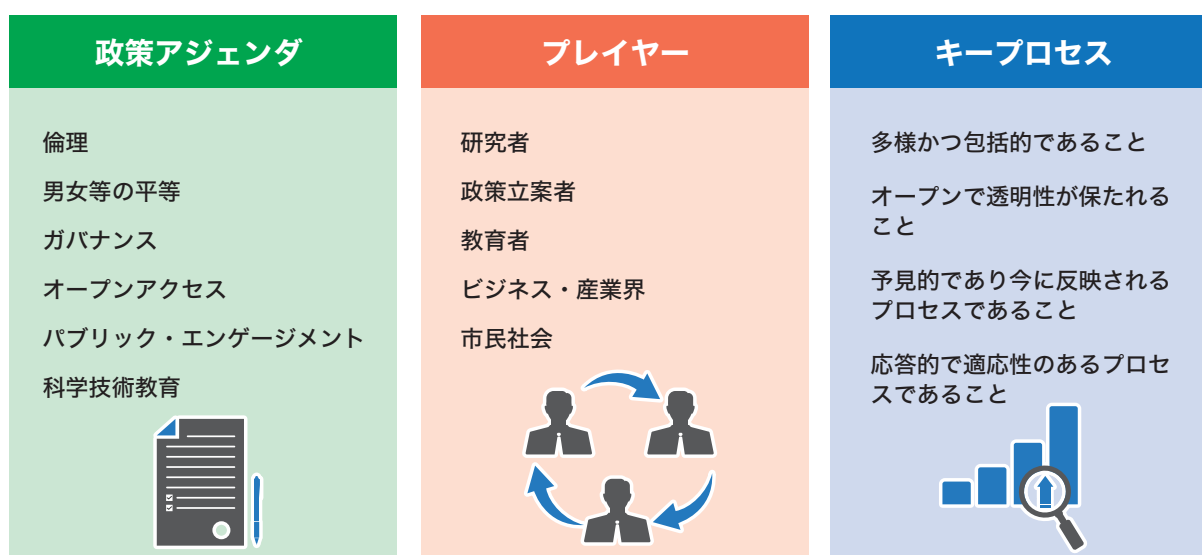 政策アジェンダ
倫理
男女等の平等
ガバナンス
オープンアクセス
パブリック・エンゲージメント
科学技術教育
プレイヤー
研究者
政策立案者
教育者
ビジネス・産業界
市民社会
キープロセス
多様かつ包括的であること
オープンで透明性が保たれる
こと
予見的であり今に反映される
プロセスであること
応答的で適応性のあるプロセ
スであること